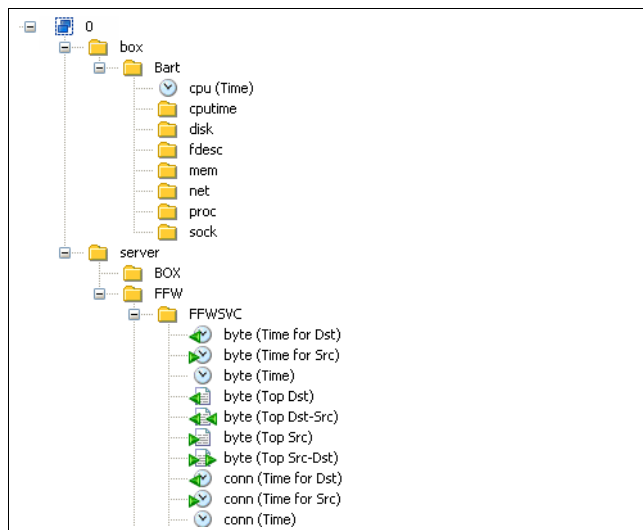 0
box
Bart
cpu (Time)
cputime
disk
fdesc
mem
net
proc
sock
server
BOX
FFW
FFWSVC
byte (Time for Dst)
byte (Time for Src)
byte (Time)
byte (Top Dst)
byte (Top Dst-Src)
byte (Top Src)
byte (Top Src-Dst)
conn (Time for Dst)
conn (Time for Src)
conn (Time)